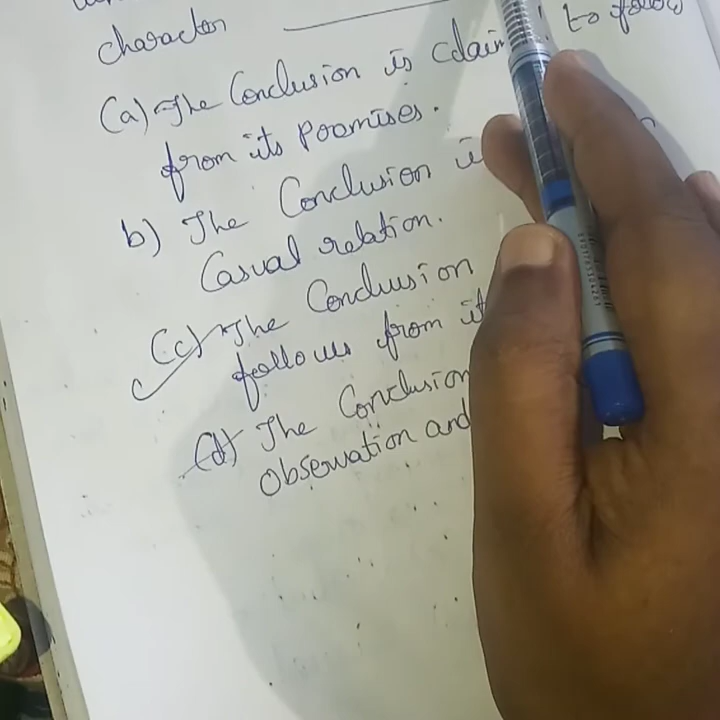 character
(a) The Conclusion is claim to follow
from its Premises.
b) The Conclusion is
Casual relation.
(c) The Conclusion
follows from it
(d) The Conclusion
Observation and